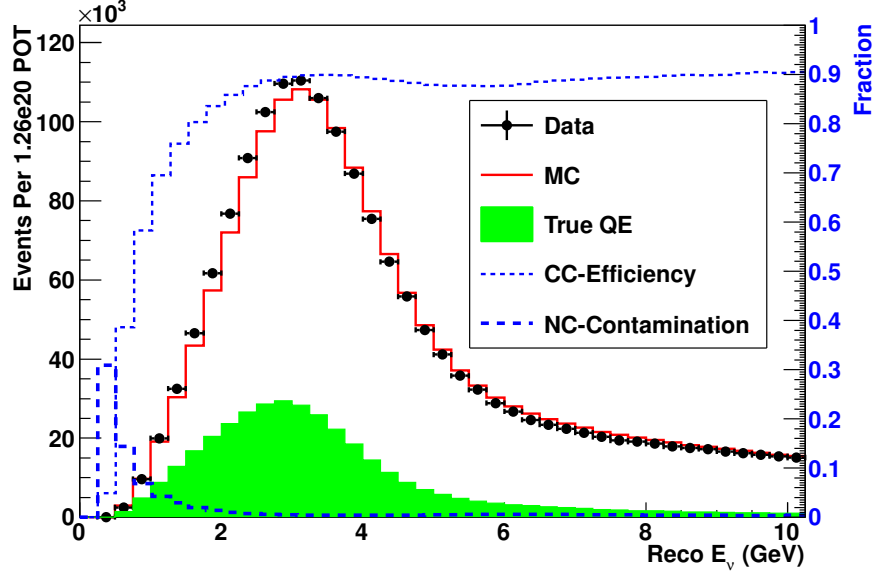 ×10³
Events Per 1.26e20 POT
120
100
80
60
40
20
0
0 2 4 6 8 10
Reco Eν (GeV)
Data
MC
True QE
CC-Efficiency
NC-Contamination
1
0.9
0.8
0.7
0.6
0.5
0.4
0.3
0.2
0.1
0
Fraction